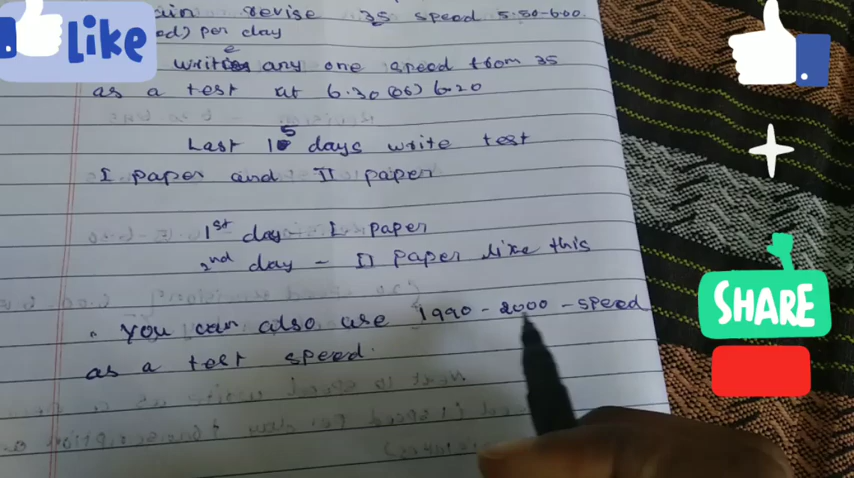 ain revise 35 speed 5.50-6.00.
Like
ed) per day
write any one speed from 35
as a test at 6.30 (or) 6.20
Last 15 days write test
I paper and II paper
1st day - I paper
2nd day - II paper like this
SHARE
You can also use 1990-2000 - speed
as a test speed.